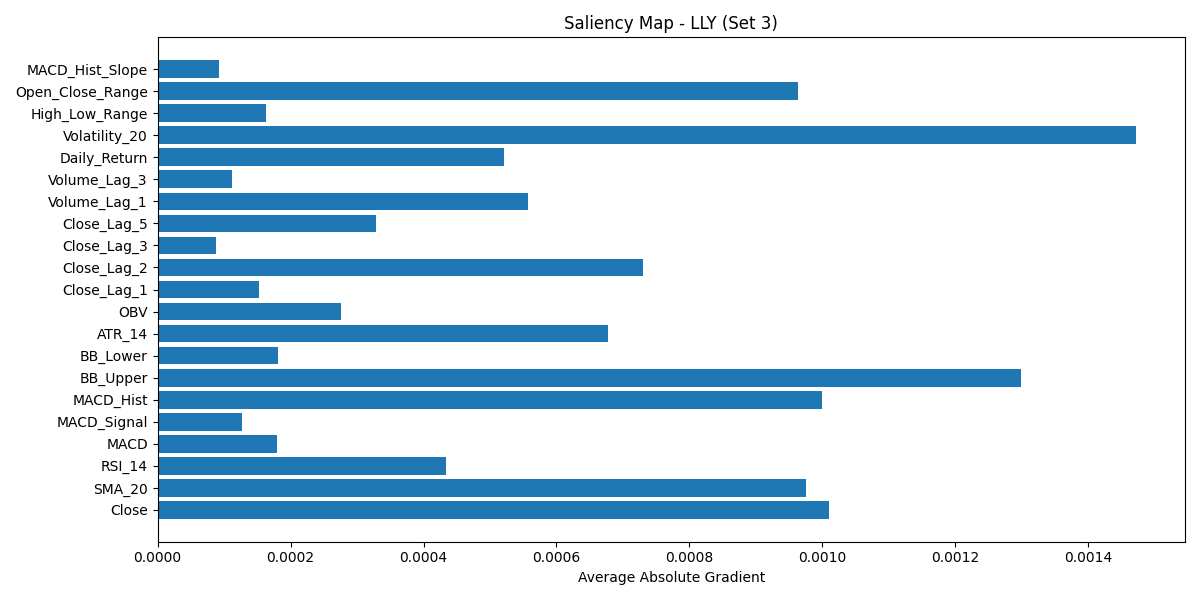 Saliency Map - LLY (Set 3)
MACD_Hist_Slope
Open_Close_Range
High_Low_Range
Volatility_20
Daily_Return
Volume_Lag_3
Volume_Lag_1
Close_Lag_5
Close_Lag_3
Close_Lag_2
Close_Lag_1
OBV
ATR_14
BB_Lower
BB_Upper
MACD_Hist
MACD_Signal
MACD
RSI_14
SMA_20
Close
0.0000 0.0002 0.0004 0.0006 0.0008 0.0010 0.0012 0.0014
Average Absolute Gradient